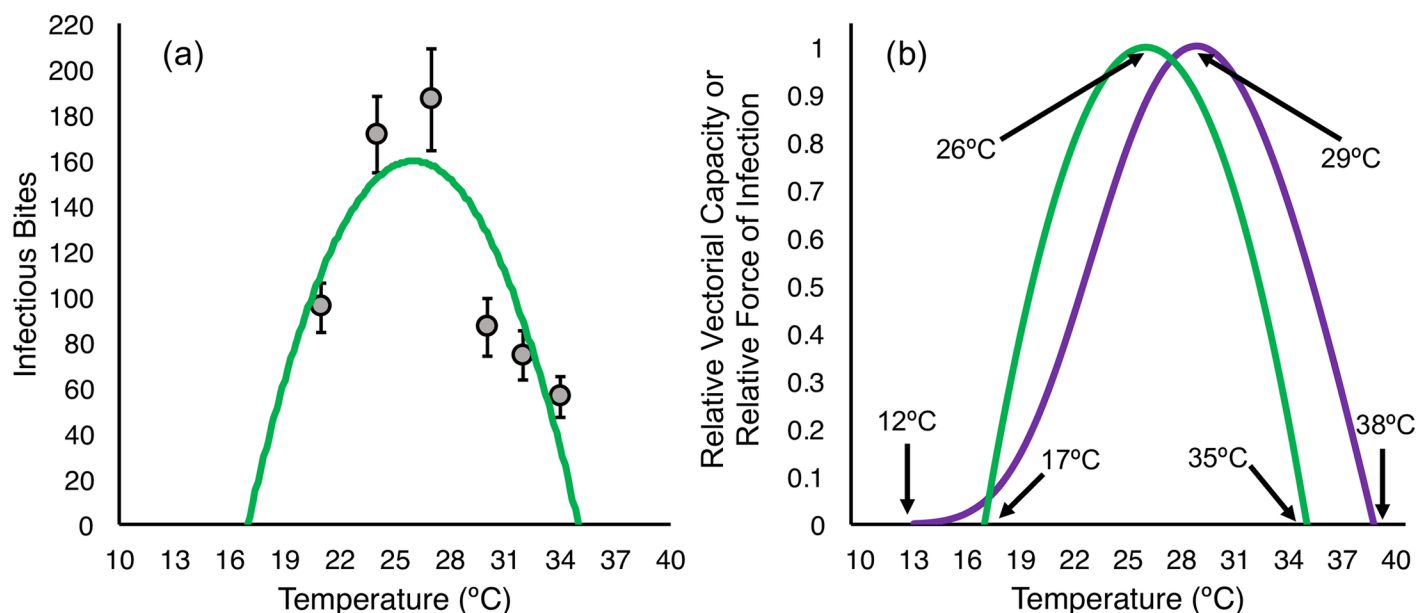 (a)
Infectious Bites
220
200
180
160
140
120
100
80
60
40
20
0
10 13 16 19 22 25 28 31 34 37 40
Temperature (ºC)
(b)
Relative Vectorial Capacity or
Relative Force of Infection
1
0.9
0.8
0.7
0.6
0.5
0.4
0.3
0.2
0.1
0
26ºC
29ºC
12ºC
17ºC
35ºC
38ºC
10 13 16 19 22 25 28 31 34 37 40
Temperature (ºC)